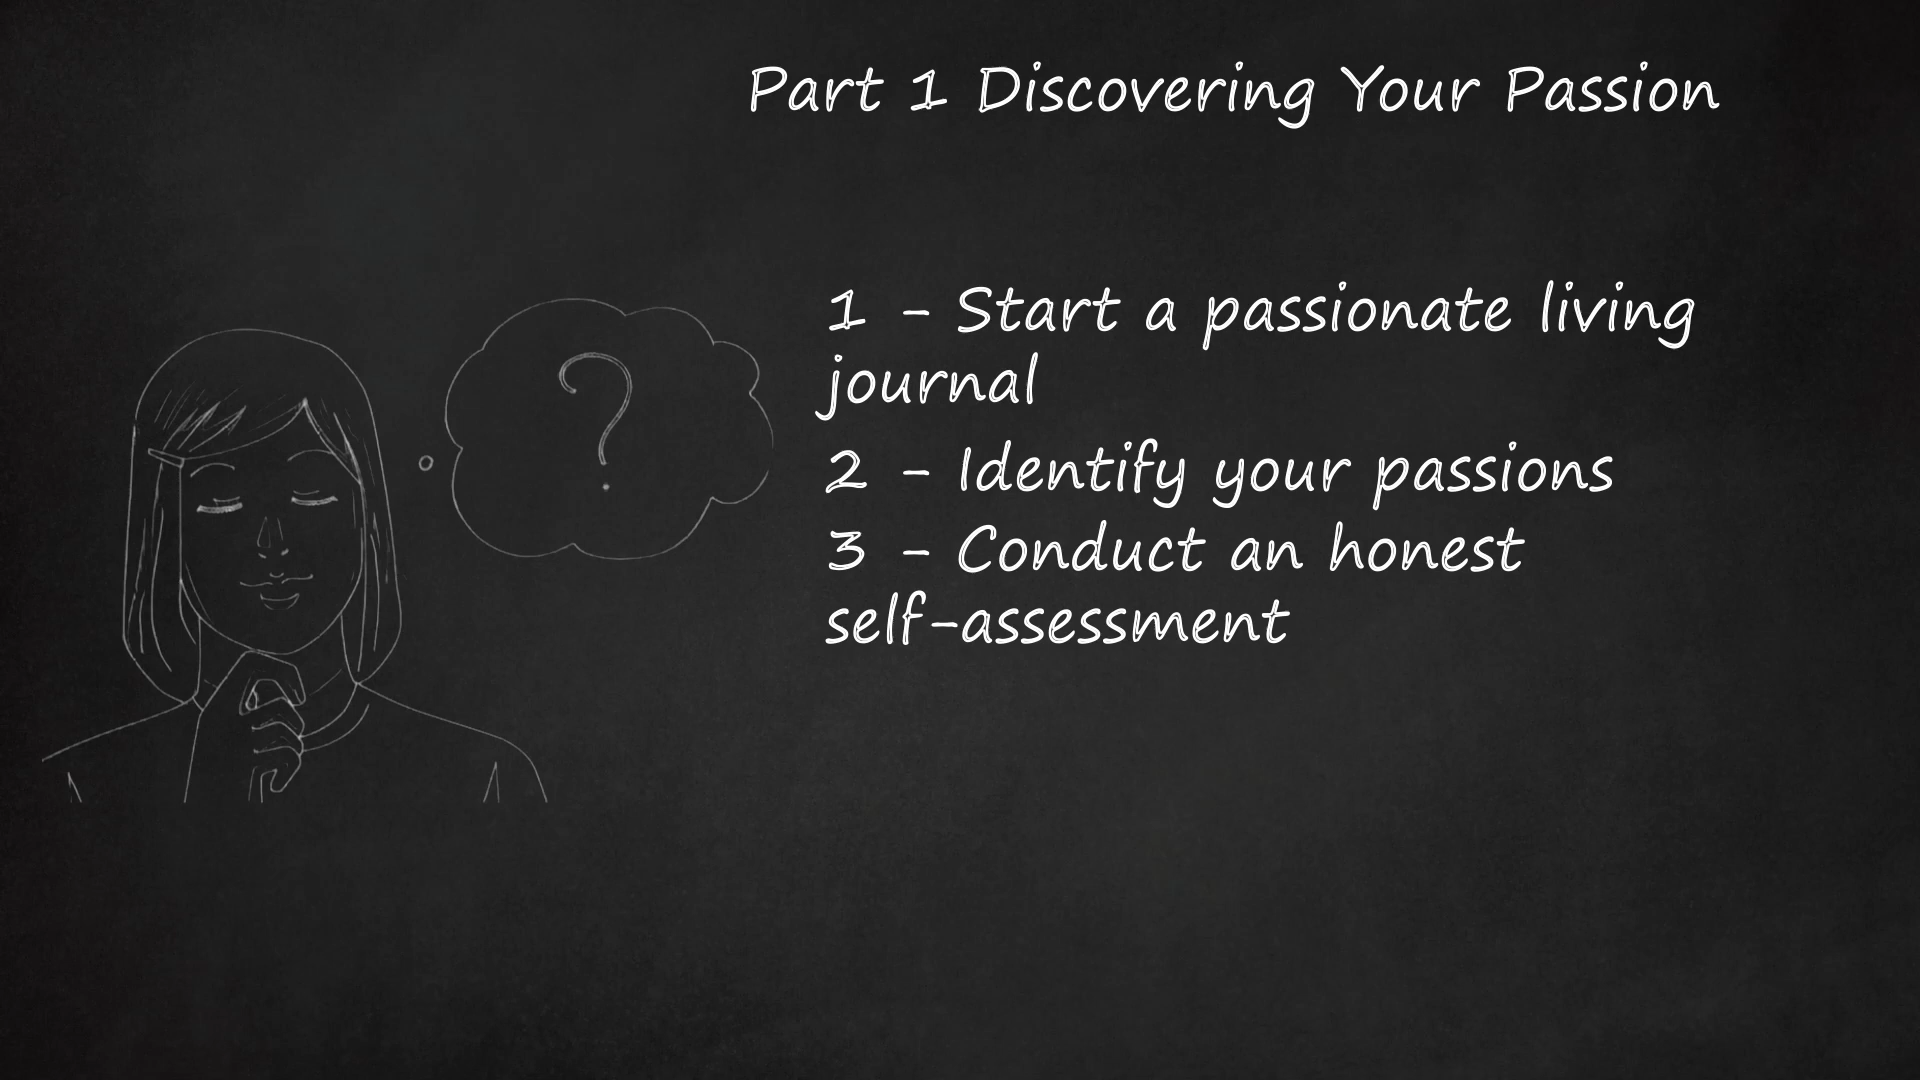 Part 1 Discovering Your Passion
?
1 - Start a passionate living
journal
2 - Identify your passions
3 - Conduct an honest
self-assessment